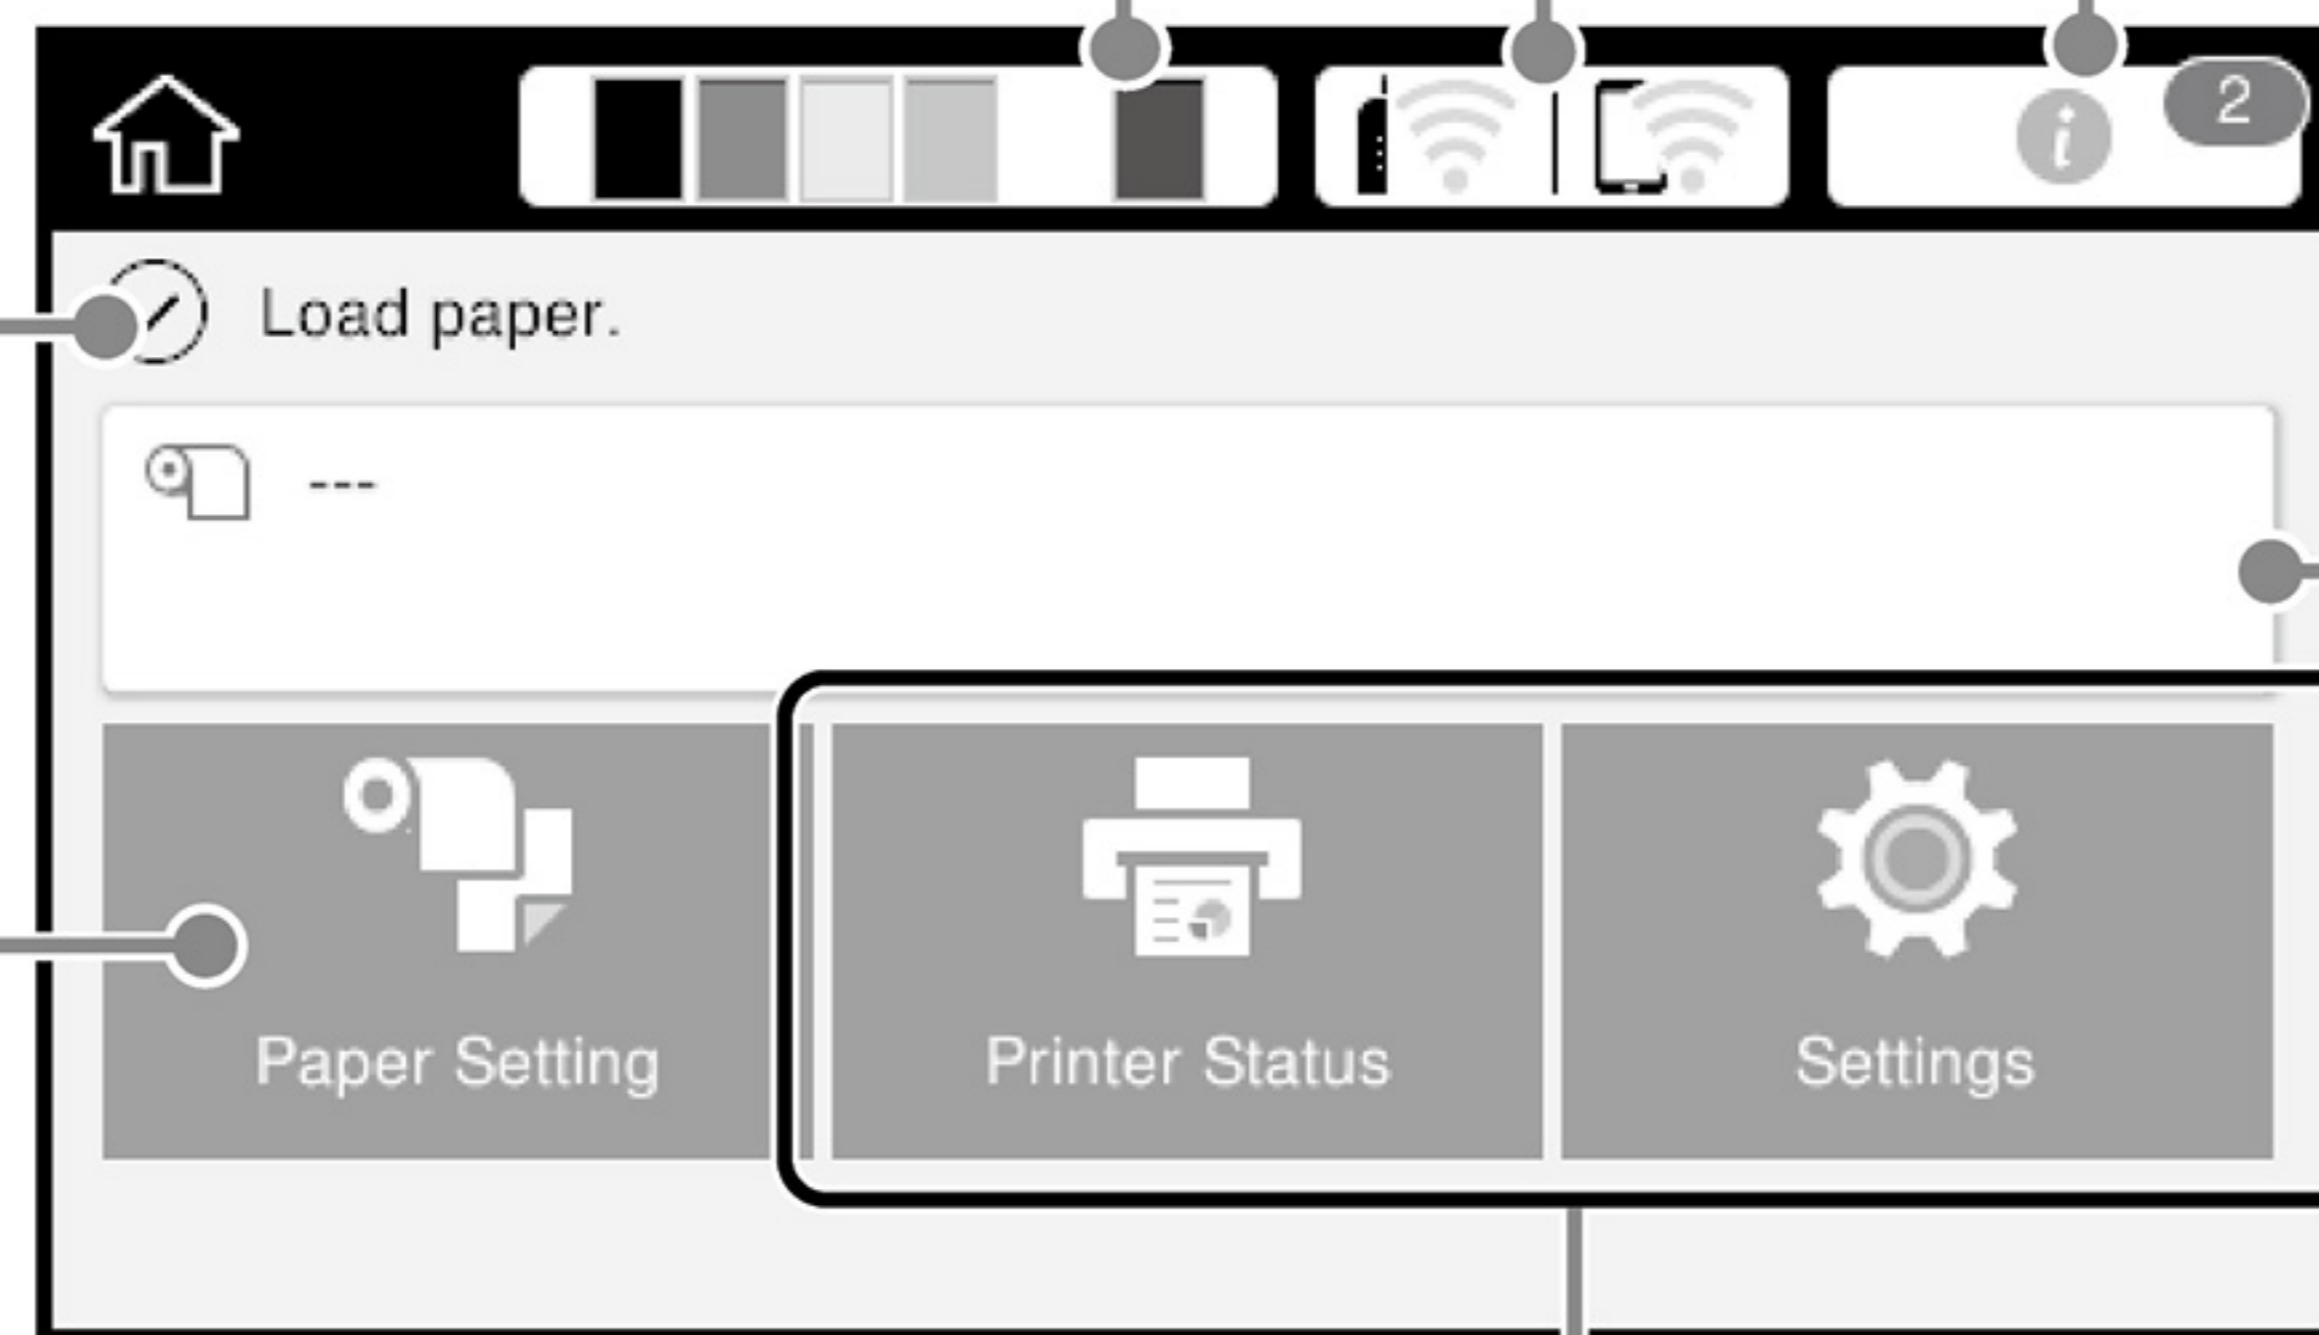 i
2
Load paper.
---
Paper Setting
Printer Status
Settings